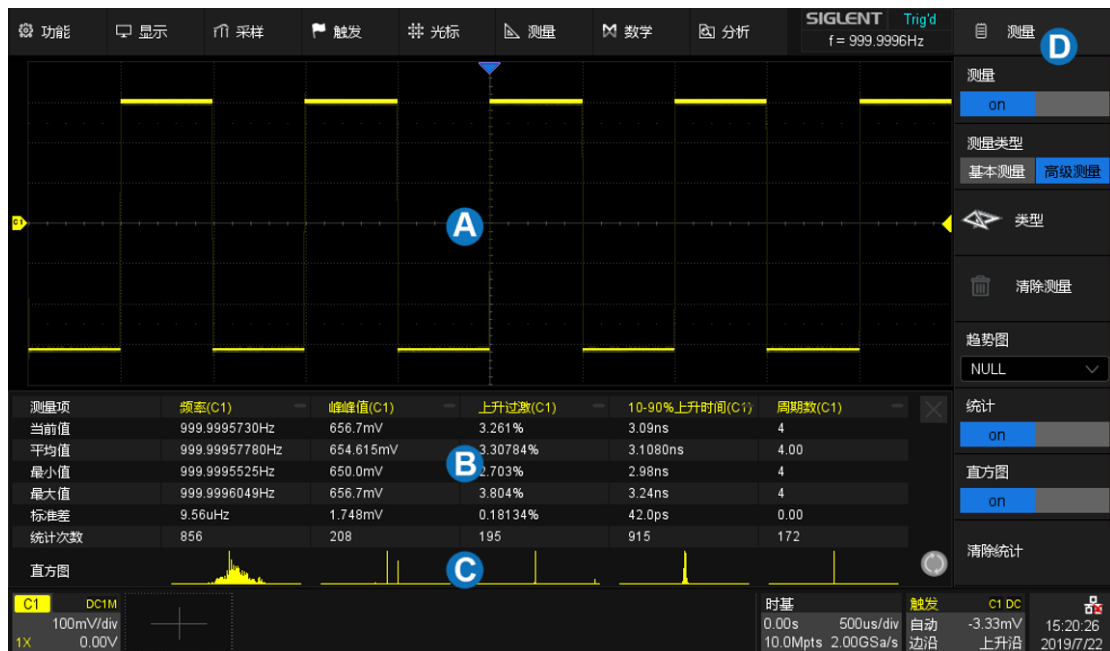 功能 显示 采样 触发 光标 测量 数学 分析 SIGLENT Trig'd
f = 999.9996Hz
测量 D
测量
on
测量类型
基本测量 高级测量
类型
清除测量
趋势图
NULL
统计
on
直方图
on
清除统计
C1
A
测量项 频率(C1) 峰峰值(C1) 上升过激(C1) 10-90%上升时间(C1) 周期数(C1)
当前值 999.9995730Hz 656.7mV 3.261% 3.09ns 4
平均值 999.99957780Hz 654.615mV 3.30784% 3.1080ns 4.00
B
最小值 999.9995525Hz 650.0mV 2.703% 2.98ns 4
最大值 999.9996049Hz 656.7mV 3.804% 3.24ns 4
标准差 9.56uHz 1.748mV 0.18134% 42.0ps 0.00
统计次数 856 208 195 915 172
直方图 C
C1 DC1M
100mV/div
1X 0.00V
时基
0.00s 500us/div
10.0Mpts 2.00GSa/s
触发 C1 DC
自动 -3.33mV
边沿 上升沿
15:20:26
2019/7/22